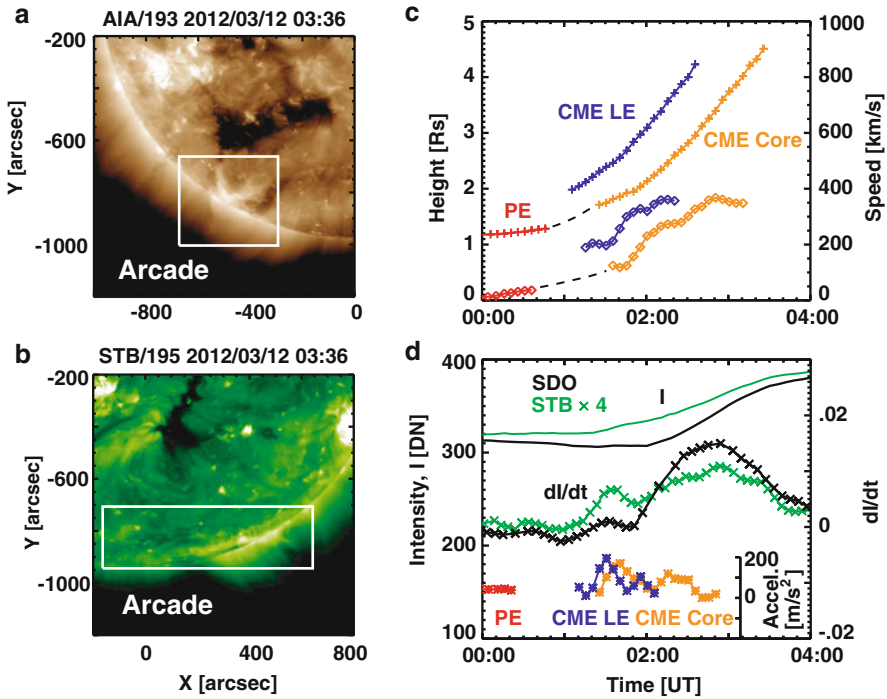 a
AIA/193 2012/03/12 03:36
-200
-600
-1000
Y [arcsec]
Arcade
-800
-400
0
b
STB/195 2012/03/12 03:36
-200
-400
-600
-800
-1000
Y [arcsec]
Arcade
0
400
800
X [arcsec]
c
5
4
3
2
1
0
Height [Rs]
1000
800
600
400
200
0
Speed [km/s]
CME LE
CME Core
PE
00:00
02:00
04:00
d
400
300
200
100
Intensity, I [DN]
SDO
STB × 4
I
dI/dt
.02
0
-.02
dI/dt
200
0
Accel.
[m/s²]
PE
CME LE
CME Core
00:00
02:00
04:00
Time [UT]